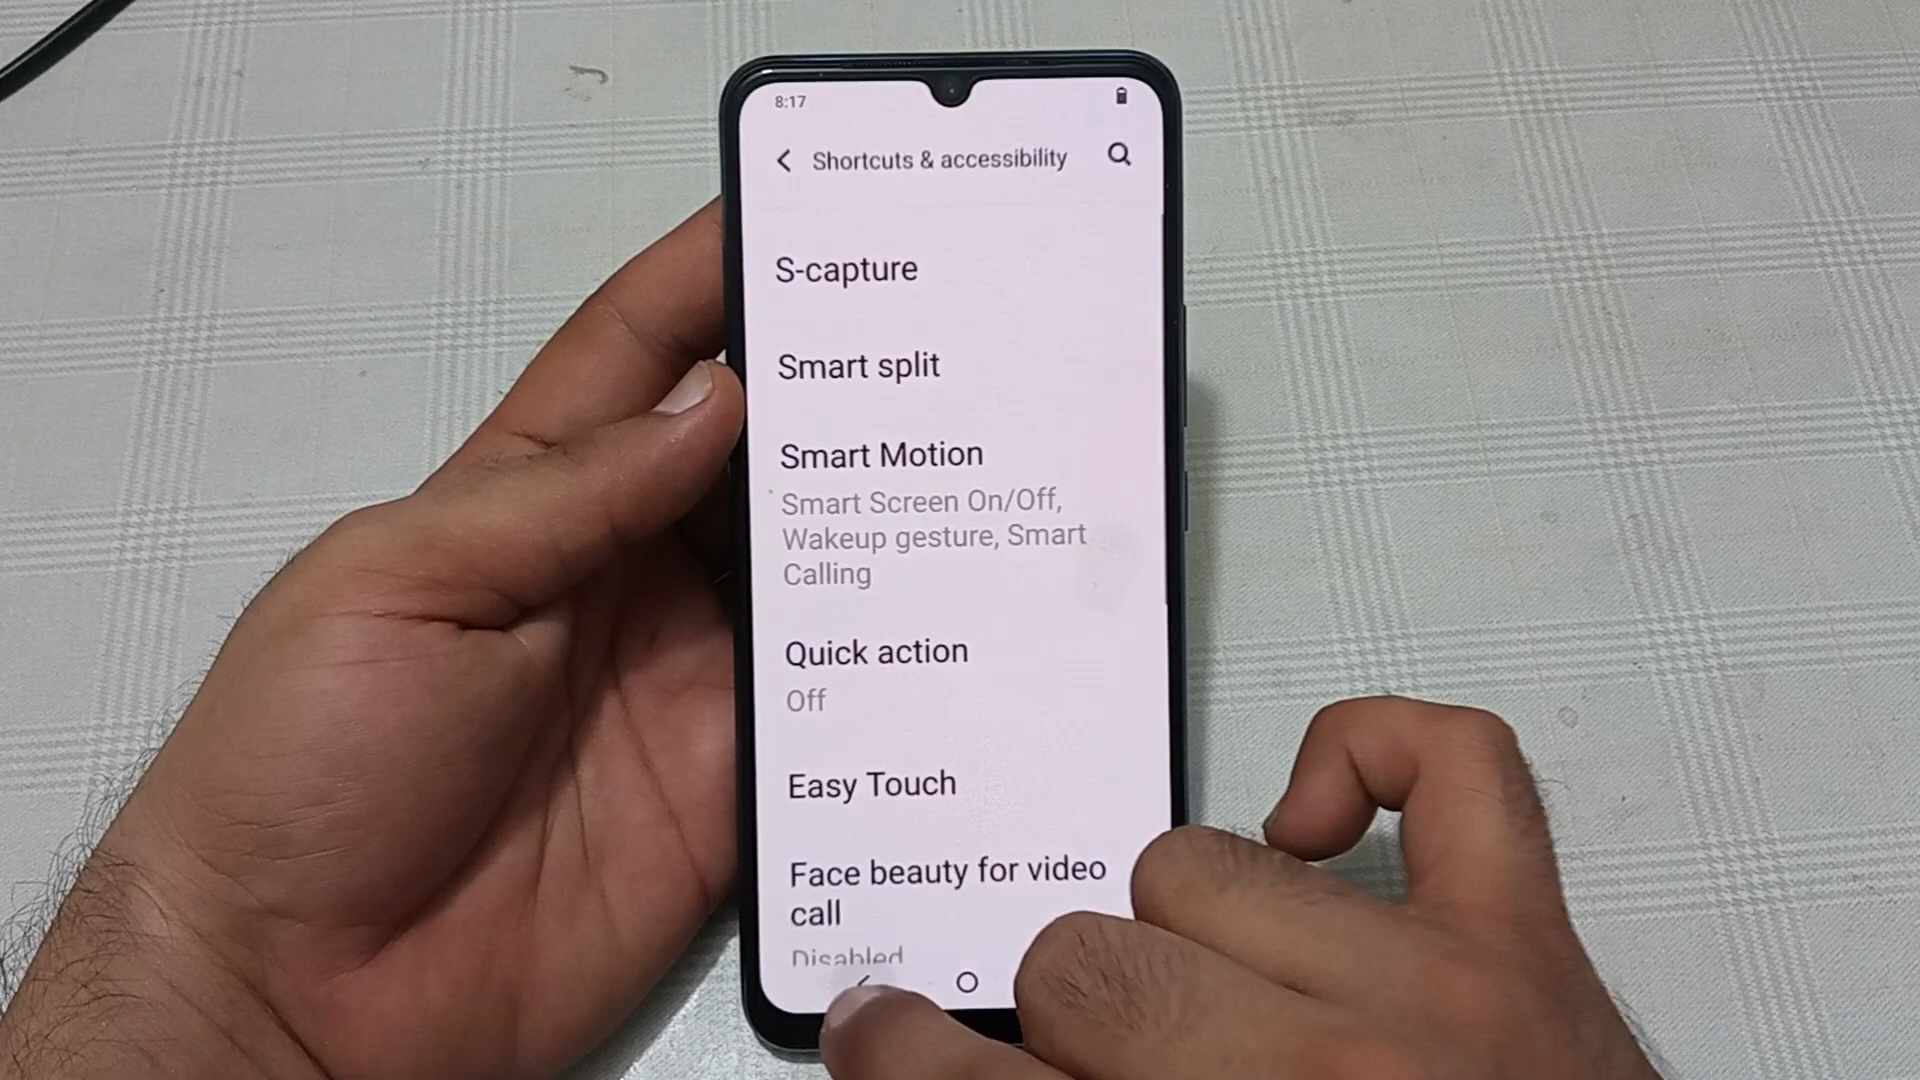 8:17
Shortcuts & accessibility
S-capture
Smart split
Smart Motion
Smart Screen On/Off,
Wakeup gesture, Smart
Calling
Quick action
Off
Easy Touch
Face beauty for video
call
Disabled